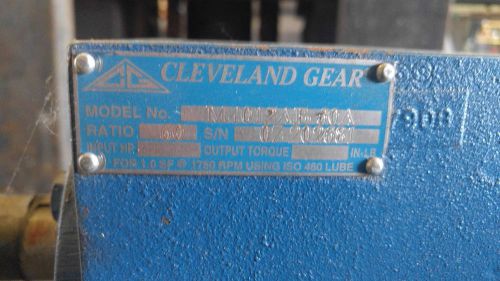 CLEVELAND GEAR
MODEL No.
RATIO 60 S/N
INPUT HP OUTPUT TORQUE IN-LB
FOR 1.0 SF @ 1750 RPM USING ISO 460 LUBE